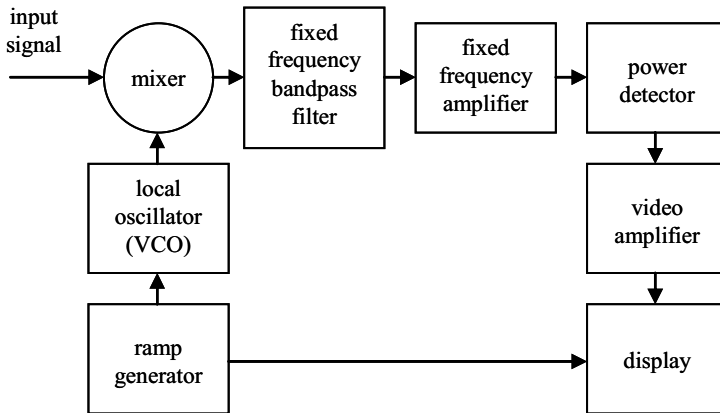 input
signal
mixer
fixed
frequency
bandpass
filter
fixed
frequency
amplifier
power
detector
local
oscillator
(VCO)
video
amplifier
ramp
generator
display